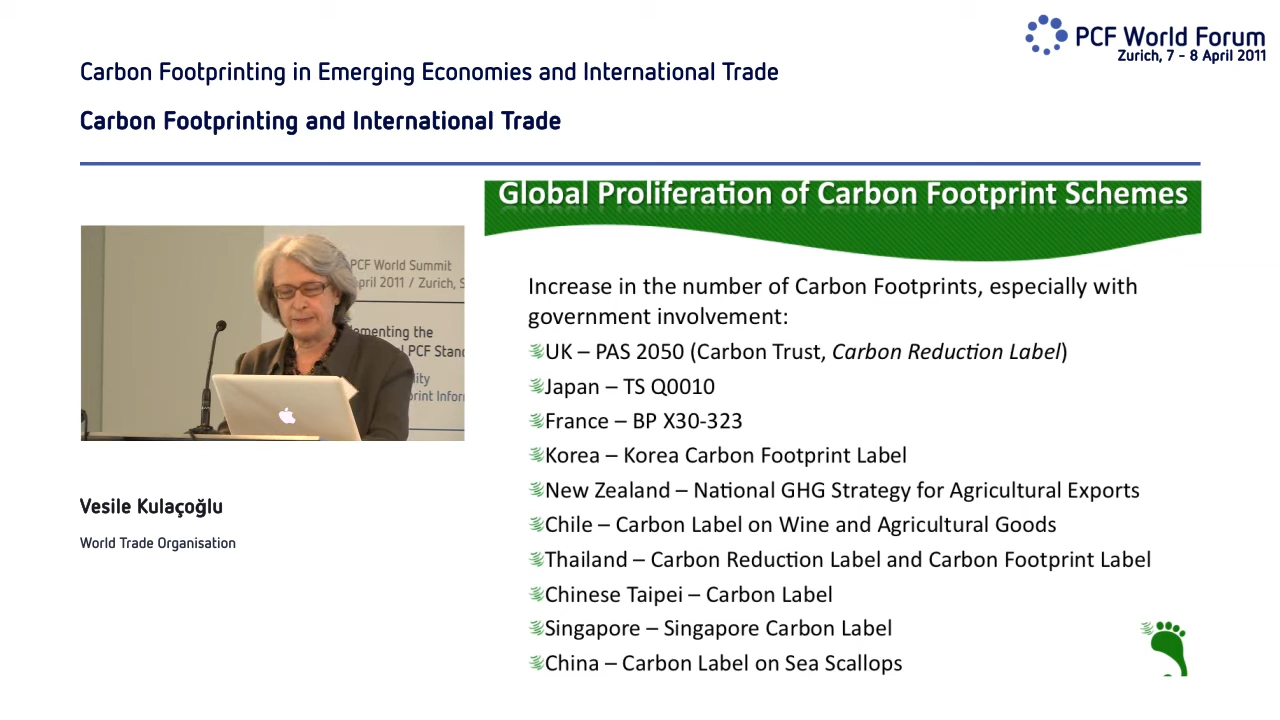 PCF World Forum
Zurich, 7 - 8 April 2011
Carbon Footprinting in Emerging Economies and International Trade
Carbon Footprinting and International Trade
Global Proliferation of Carbon Footprint Schemes
PCF World Summit
pril 2011 / Zurich, S
lementing the
l PCF Stand
ility
print Inforr
Increase in the number of Carbon Footprints, especially with
government involvement:
UK – PAS 2050 (Carbon Trust, Carbon Reduction Label)
Japan – TS Q0010
France – BP X30-323
Korea – Korea Carbon Footprint Label
New Zealand – National GHG Strategy for Agricultural Exports
Chile – Carbon Label on Wine and Agricultural Goods
Thailand – Carbon Reduction Label and Carbon Footprint Label
Chinese Taipei – Carbon Label
Singapore – Singapore Carbon Label
China – Carbon Label on Sea Scallops
Vesile Kulaçoğlu
World Trade Organisation